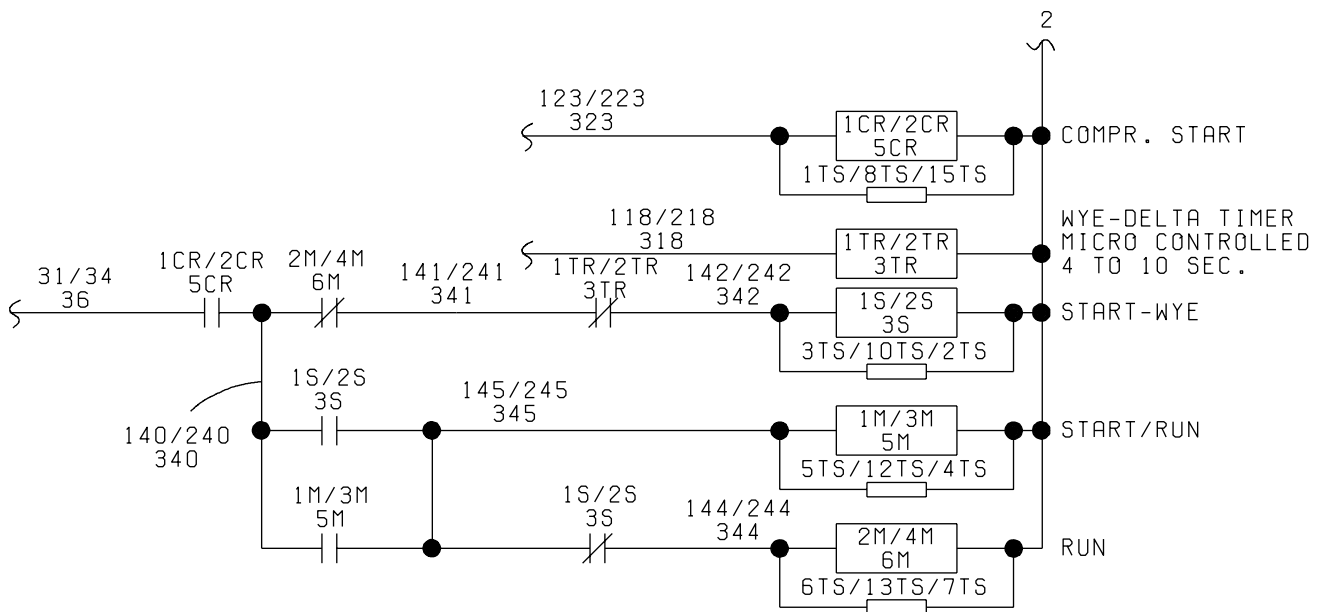 2
123/223
323
1CR/2CR
5CR
COMPR. START
1TS/8TS/15TS
118/218
318
1TR/2TR
3TR
WYE-DELTA TIMER
MICRO CONTROLLED
4 TO 10 SEC.
31/34
36
1CR/2CR
5CR
2M/4M
6M
141/241
341
1TR/2TR
3TR
142/242
342
1S/2S
3S
START-WYE
3TS/10TS/2TS
140/240
340
1S/2S
3S
145/245
345
1M/3M
5M
START/RUN
5TS/12TS/4TS
1M/3M
5M
1S/2S
3S
144/244
344
2M/4M
6M
RUN
6TS/13TS/7TS